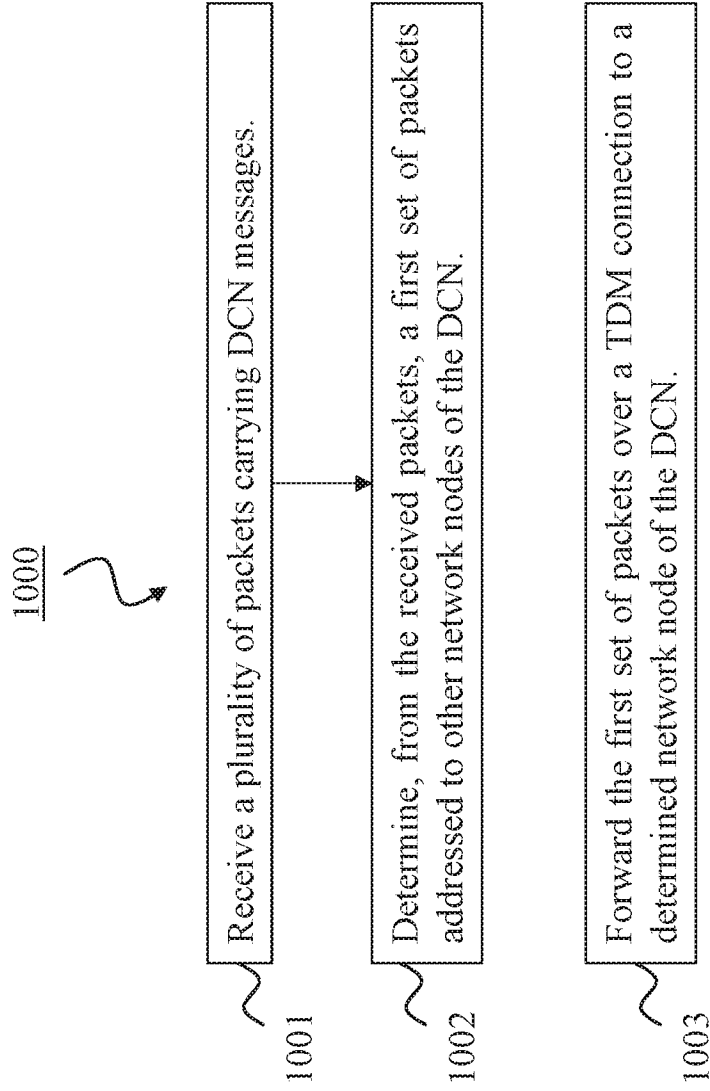 1000
Receive a plurality of packets carrying DCN messages.
1001
Determine, from the received packets, a first set of packets
addressed to other network nodes of the DCN.
1002
Forward the first set of packets over a TDM connection to a
determined network node of the DCN.
1003